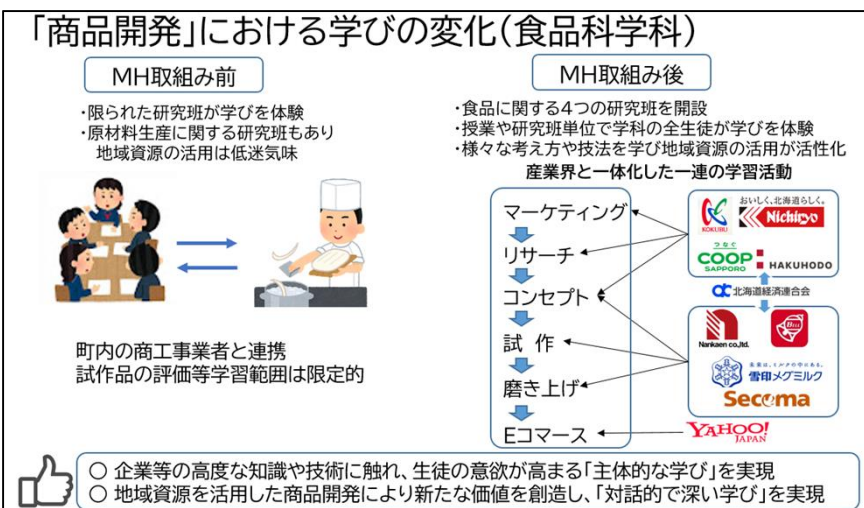 「商品開発」における学びの変化(食品科学科)
MH取組み前
・限られた研究班が学びを体験
・原材料生産に関する研究班もあり
地域資源の活用は低迷気味
町内の商工事業者と連携
試作品の評価等学習範囲は限定的
MH取組み後
・食品に関する4つの研究班を開設
・授業や研究班単位で学科の全生徒が学びを体験
・様々な考え方や技法を学び地域資源の活用が活性化
産業界と一体化した一連の学習活動
マーケティング
リサーチ
コンセプト
試 作
磨き上げ
Eコマース
KOKUBU
おいしく、北海道らしく。
Nichiryo
つなぐ
COOP
SAPPORO
HAKUHODO
北海道経済連合会
Nankaen co.,ltd.
雪印メグミルク
Secoma
YAHOO!
JAPAN
○ 企業等の高度な知識や技術に触れ、生徒の意欲が高まる「主体的な学び」を実現
○ 地域資源を活用した商品開発により新たな価値を創造し、「対話的で深い学び」を実現